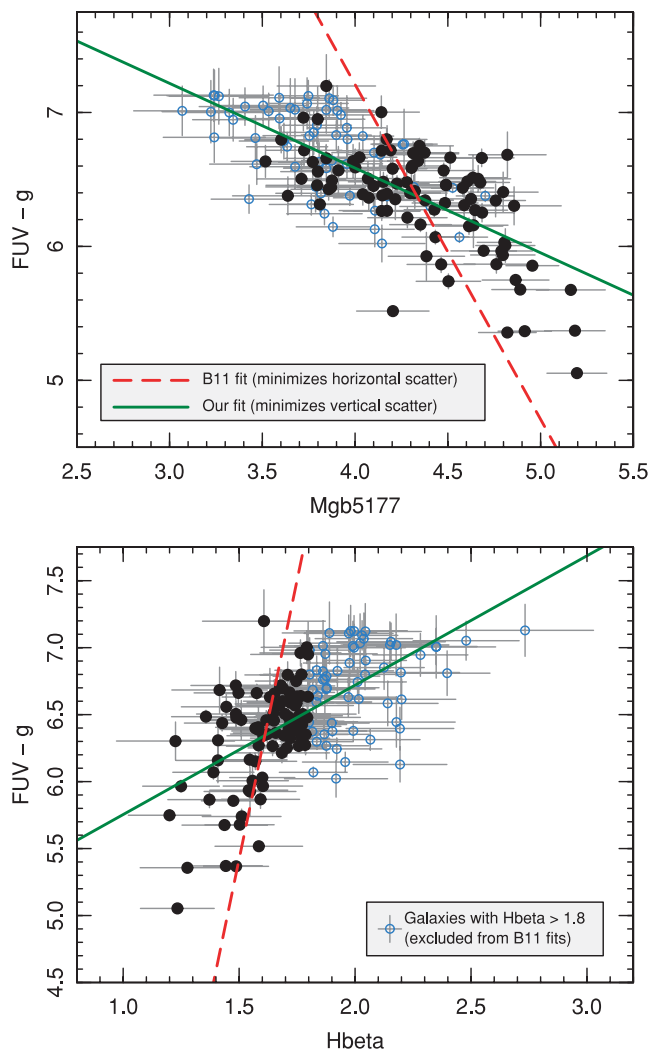 7
6
5
FUV − g
B11 fit (minimizes horizontal scatter)
Our fit (minimizes vertical scatter)
2.5 3.0 3.5 4.0 4.5 5.0 5.5
Mgb5177
7.5
7.0
6.5
6.0
5.5
5.0
4.5
FUV − g
Galaxies with Hbeta > 1.8
(excluded from B11 fits)
1.0 1.5 2.0 2.5 3.0
Hbeta